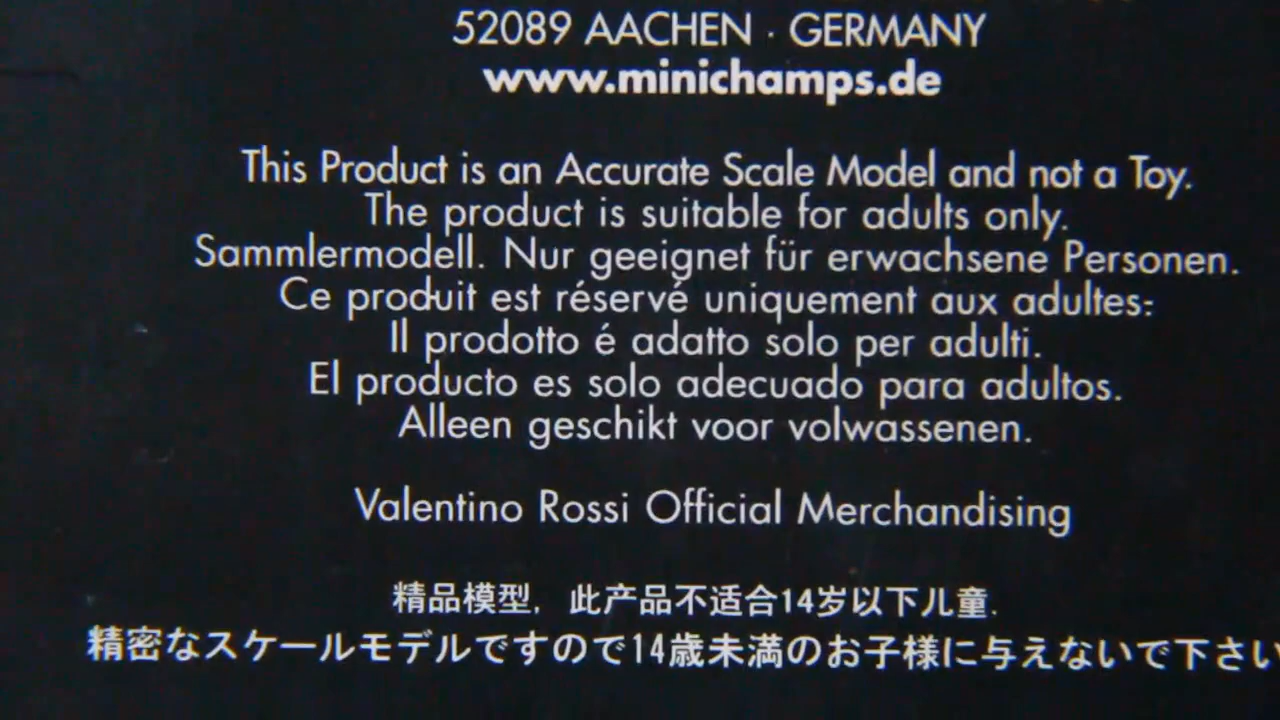 52089 AACHEN · GERMANY
www.minichamps.de
This Product is an Accurate Scale Model and not a Toy.
The product is suitable for adults only.
Sammlermodell. Nur geeignet für erwachsene Personen.
Ce produit est réservé uniquement aux adultes:
Il prodotto é adatto solo per adulti.
El producto es solo adecuado para adultos.
Alleen geschikt voor volwassenen.
Valentino Rossi Official Merchandising
精品模型, 此产品不适合14岁以下儿童.
精密なスケールモデルですので14歳未満のお子様に与えないで下さい